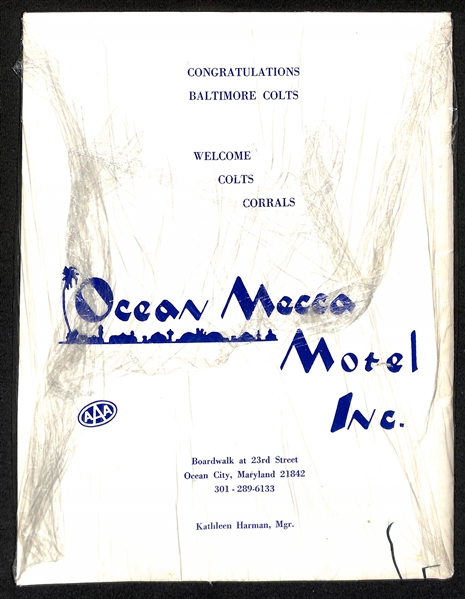 CONGRATULATIONS
BALTIMORE COLTS
WELCOME
COLTS
CORRALS
Ocean Mecca
Motel
Inc.
AAA
Boardwalk at 23rd Street
Ocean City, Maryland 21842
301 - 289-6133
Kathleen Harman, Mgr.